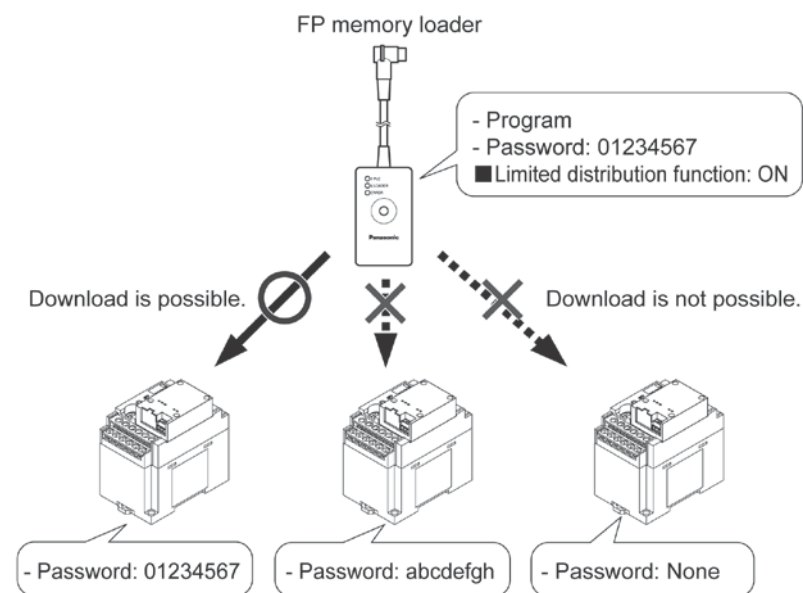 FP memory loader
- Program
- Password: 01234567
■Limited distribution function: ON
Panasonic
Download is possible.
Download is not possible.
- Password: 01234567
- Password: abcdefgh
- Password: None